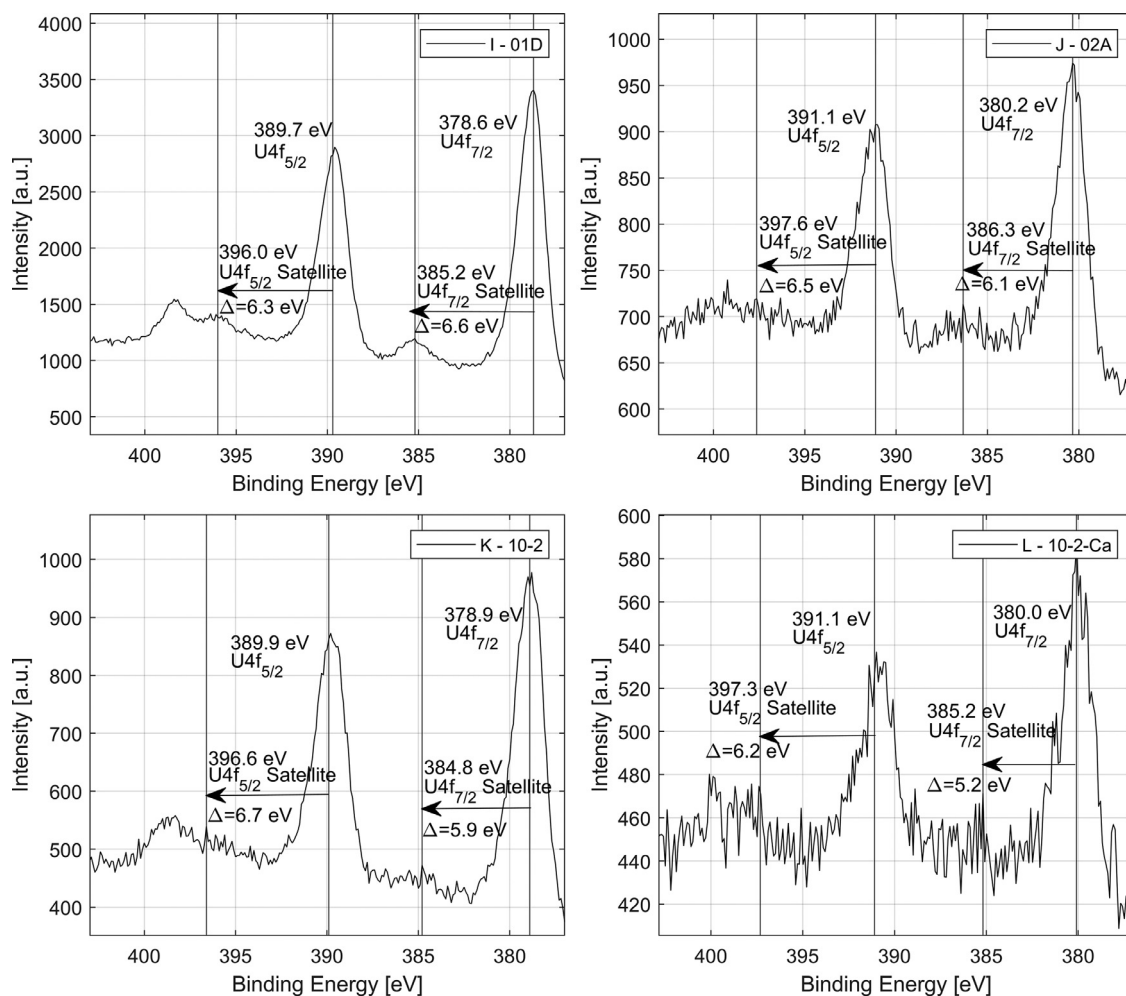 I - 01D
4000
3500
3000
2500
2000
1500
1000
500
Intensity [a.u.]
389.7 eV
U4f5/2
378.6 eV
U4f7/2
396.0 eV
U4f5/2 Satellite
Δ=6.3 eV
385.2 eV
U4f7/2 Satellite
Δ=6.6 eV
400 395 390 385 380
Binding Energy [eV]
J - 02A
1000
950
900
850
800
750
700
650
600
Intensity [a.u.]
391.1 eV
U4f5/2
380.2 eV
U4f7/2
397.6 eV
U4f5/2 Satellite
Δ=6.5 eV
386.3 eV
U4f7/2 Satellite
Δ=6.1 eV
400 395 390 385 380
Binding Energy [eV]
K - 10-2
1000
900
800
700
600
500
400
Intensity [a.u.]
389.9 eV
U4f5/2
378.9 eV
U4f7/2
396.6 eV
U4f5/2 Satellite
Δ=6.7 eV
384.8 eV
U4f7/2 Satellite
Δ=5.9 eV
400 395 390 385 380
Binding Energy [eV]
L - 10-2-Ca
600
580
560
540
520
500
480
460
440
420
Intensity [a.u.]
391.1 eV
U4f5/2
380.0 eV
U4f7/2
397.3 eV
U4f5/2 Satellite
Δ=6.2 eV
385.2 eV
U4f7/2 Satellite
Δ=5.2 eV
400 395 390 385 380
Binding Energy [eV]